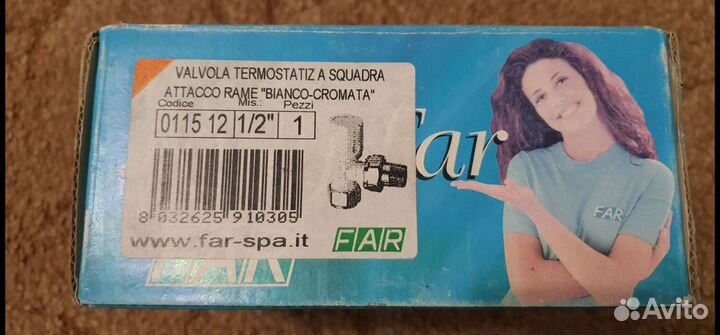 VALVOLA TERMOSTATIZ A SQUADRA
ATTACCO RAME "BIANCO-CROMATA"
Codice Mis.: Pezzi
0115 12 1/2" 1
8 032625 910305
www.far-spa.it FAR
Far
FAR
FAR
Avito